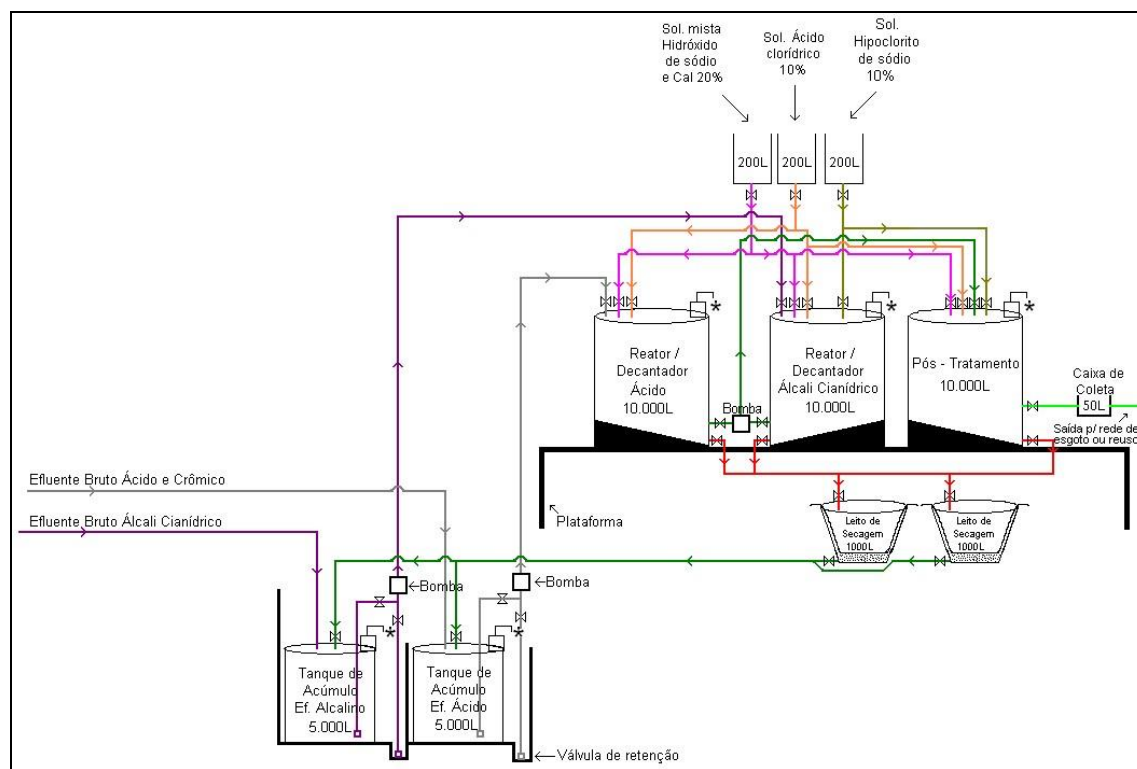 Sol. mista
Hidróxido
de sódio
e Cal 20%
Sol. Ácido
clorídrico
10%
Sol.
Hipoclorito
de sódio
10%
200L
200L
200L
Reator /
Decantador
Ácido
10.000L
Bomba
Reator /
Decantador
Álcali Cianídrico
10.000L
Pós - Tratamento
10.000L
Caixa de
Coleta
50L
Saída p/ rede de
esgoto ou reuso
*
*
*
Efluente Bruto Ácido e Crômico
Efluente Bruto Álcali Cianídrico
Plataforma
Leito de
Secagem
1000L
Leito de
Secagem
1000L
Bomba
Bomba
*
*
Tanque de
Acúmulo
Ef. Alcalino
5.000L
Tanque de
Acúmulo
Ef. Ácido
5.000L
Válvula de retenção